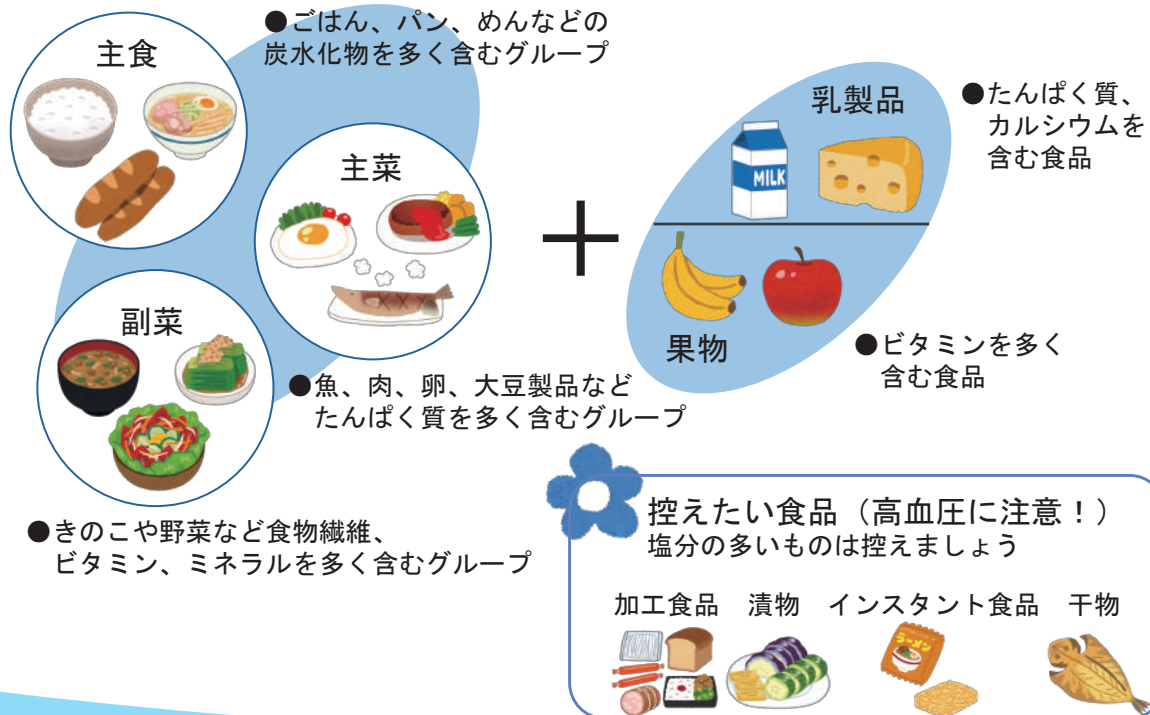 主食
●ごはん、パン、めんなどの
炭水化物を多く含むグループ
主菜
●魚、肉、卵、大豆製品など
たんぱく質を多く含むグループ
副菜
●きのこや野菜など食物繊維、
ビタミン、ミネラルを多く含むグループ
＋
乳製品
MILK
●たんぱく質、
カルシウムを
含む食品
果物
●ビタミンを多く
含む食品
控えたい食品（高血圧に注意！）
塩分の多いものは控えましょう
加工食品 漬物 インスタント食品 干物
ラーメン